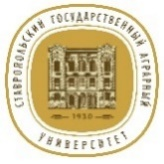 СТАВРОПОЛЬСКИЙ ГОСУДАРСТВЕННЫЙ АГРАРНЫЙ
1930
УНИВЕРСИТЕТ